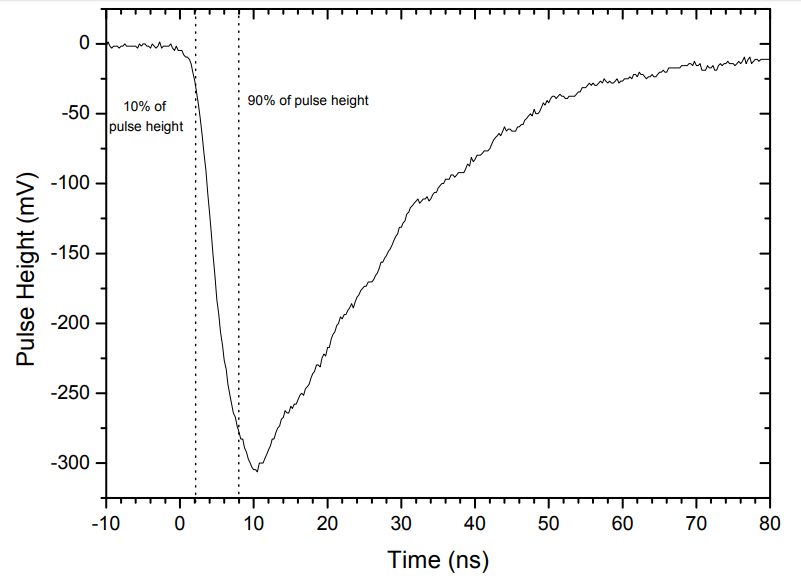 0
10% of
pulse height
90% of pulse height
-50
-100
-150
-200
-250
-300
Pulse Height (mV)
-10 0 10 20 30 40 50 60 70 80
Time (ns)